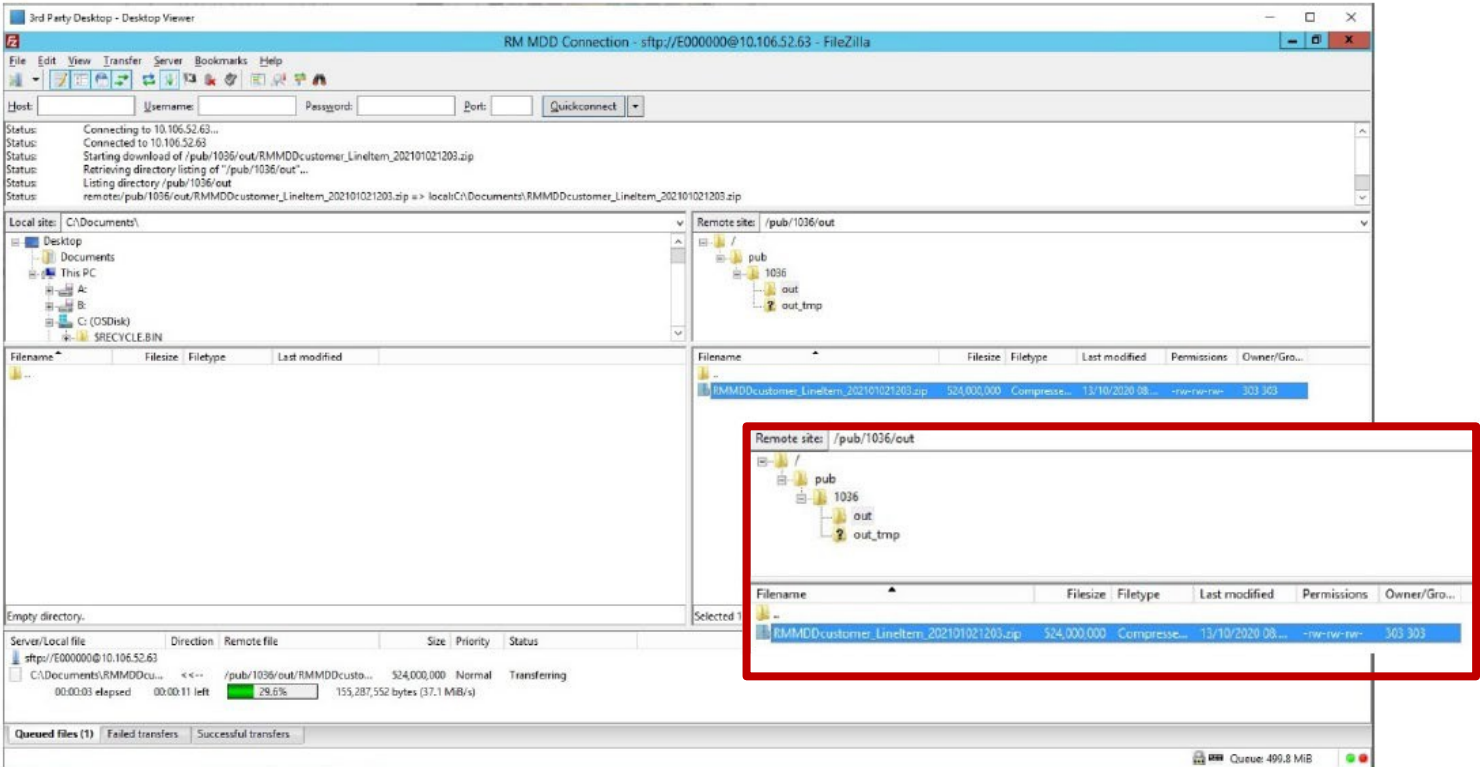 3rd Party Desktop - Desktop Viewer
RM MDD Connection - sftp://E000000@10.106.52.63 - FileZilla
File Edit View Transfer Server Bookmarks Help
Host: Username: Password: Port: Quickconnect
Status: Connecting to 10.106.52.63...
Status: Connected to 10.106.52.63
Status: Starting download of /pub/1036/out/RMMDDcustomer_LineItem_202101021203.zip
Status: Retrieving directory listing of "/pub/1036/out"...
Status: Listing directory /pub/1036/out
Status: remote:/pub/1036/out/RMMDDcustomer_LineItem_202101021203.zip => local:C:\Documents\RMMDDcustomer_LineItem_202101021203.zip
Local site: C:\Documents\
Desktop
Documents
This PC
A:
B:
C: (OSDisk)
$RECYCLE.BIN
Remote site: /pub/1036/out
/
pub
1036
out
? out_tmp
Filename Filesize Filetype Last modified
..
Empty directory.
Filename Filesize Filetype Last modified Permissions Owner/Gro...
..
RMMDDcustomer_LineItem_202101021203.zip 524,000,000 Compresse... 13/10/2020 08:... -rw-rw-rw- 303 303
Selected 1
Remote site: /pub/1036/out
/
pub
1036
out
? out_tmp
Filename Filesize Filetype Last modified Permissions Owner/Gro...
..
RMMDDcustomer_LineItem_202101021203.zip 524,000,000 Compresse... 13/10/2020 08:... -rw-rw-rw- 303 303
Server/Local file Direction Remote file Size Priority Status
sftp://E000000@10.106.52.63
C:\Documents\RMMDDcu... <<-- /pub/1036/out/RMMDDcusto... 524,000,000 Normal Transferring
00:00:03 elapsed 00:00:11 left 29.6% 155,287,552 bytes (37.1 MiB/s)
Queued files (1) Failed transfers Successful transfers
Queue: 499.8 MiB